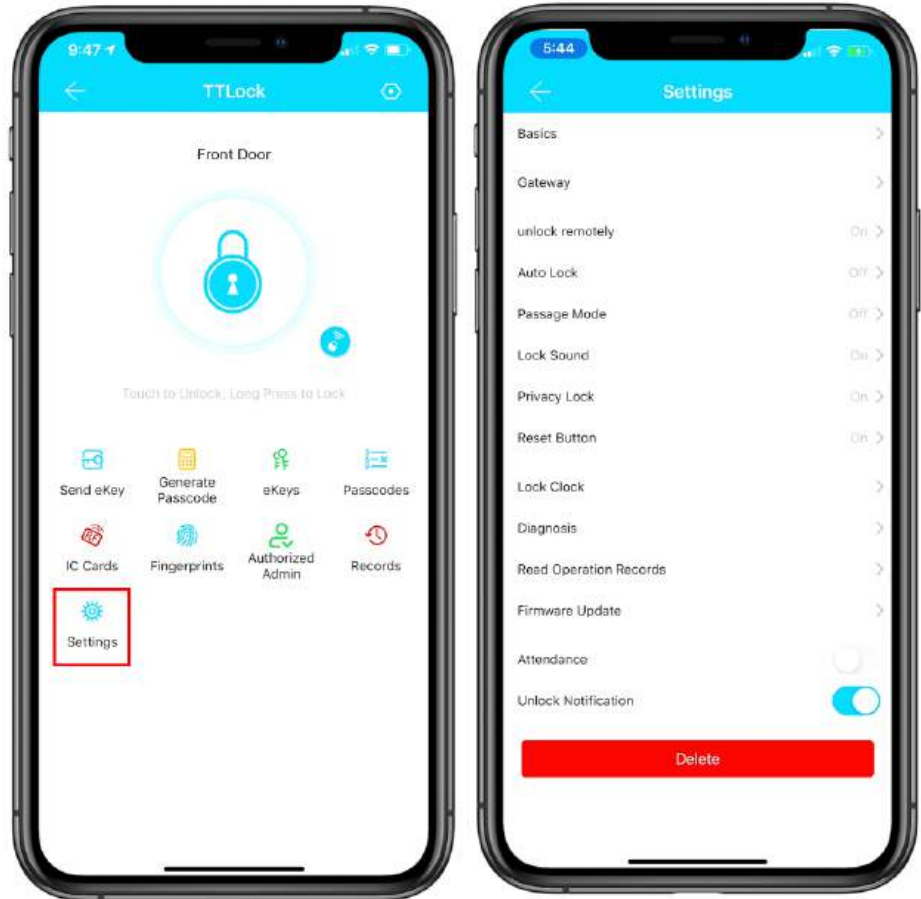 9:47
TTLock
Front Door
Touch to Unlock, Long Press to Lock
Send eKey
Generate
Passcode
eKeys
Passcodes
IC Cards
Fingerprints
Authorized
Admin
Records
Settings
5:44
Settings
Basics
Gateway
unlock remotely On
Auto Lock Off
Passage Mode Off
Lock Sound On
Privacy Lock On
Reset Button On
Lock Clock
Diagnosis
Read Operation Records
Firmware Update
Attendance
Unlock Notification
Delete